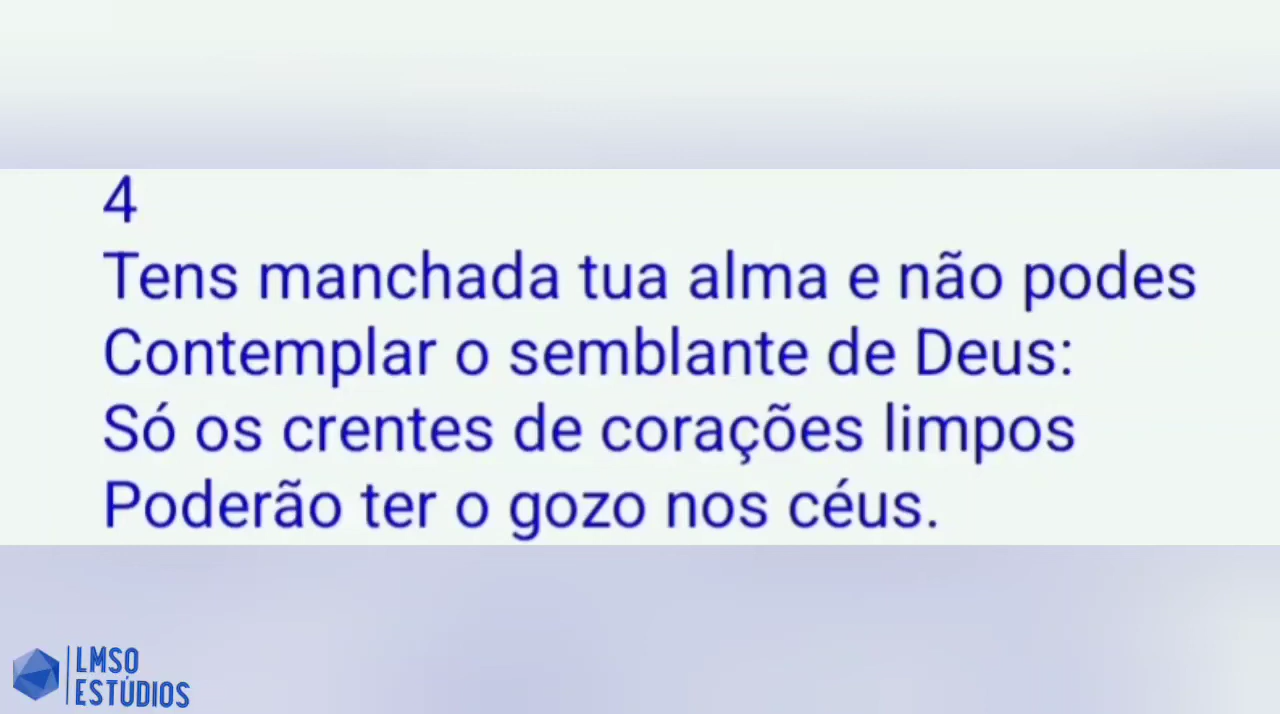 4
Tens manchada tua alma e não podes
Contemplar o semblante de Deus:
Só os crentes de corações limpos
Poderão ter o gozo nos céus.
LMSO
ESTÚDIOS